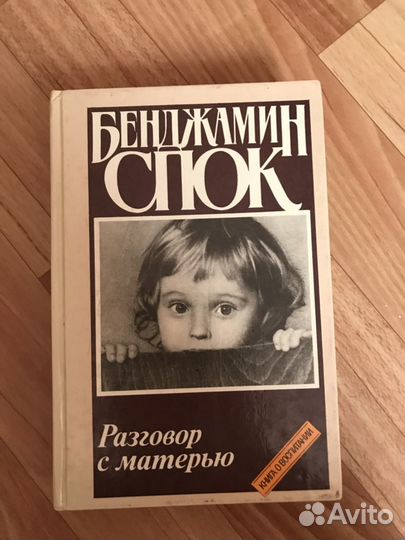 БЕНДЖАМИН
СПОК
Разговор
с матерью
КНИГА О ВОСПИТАНИИ
Avito